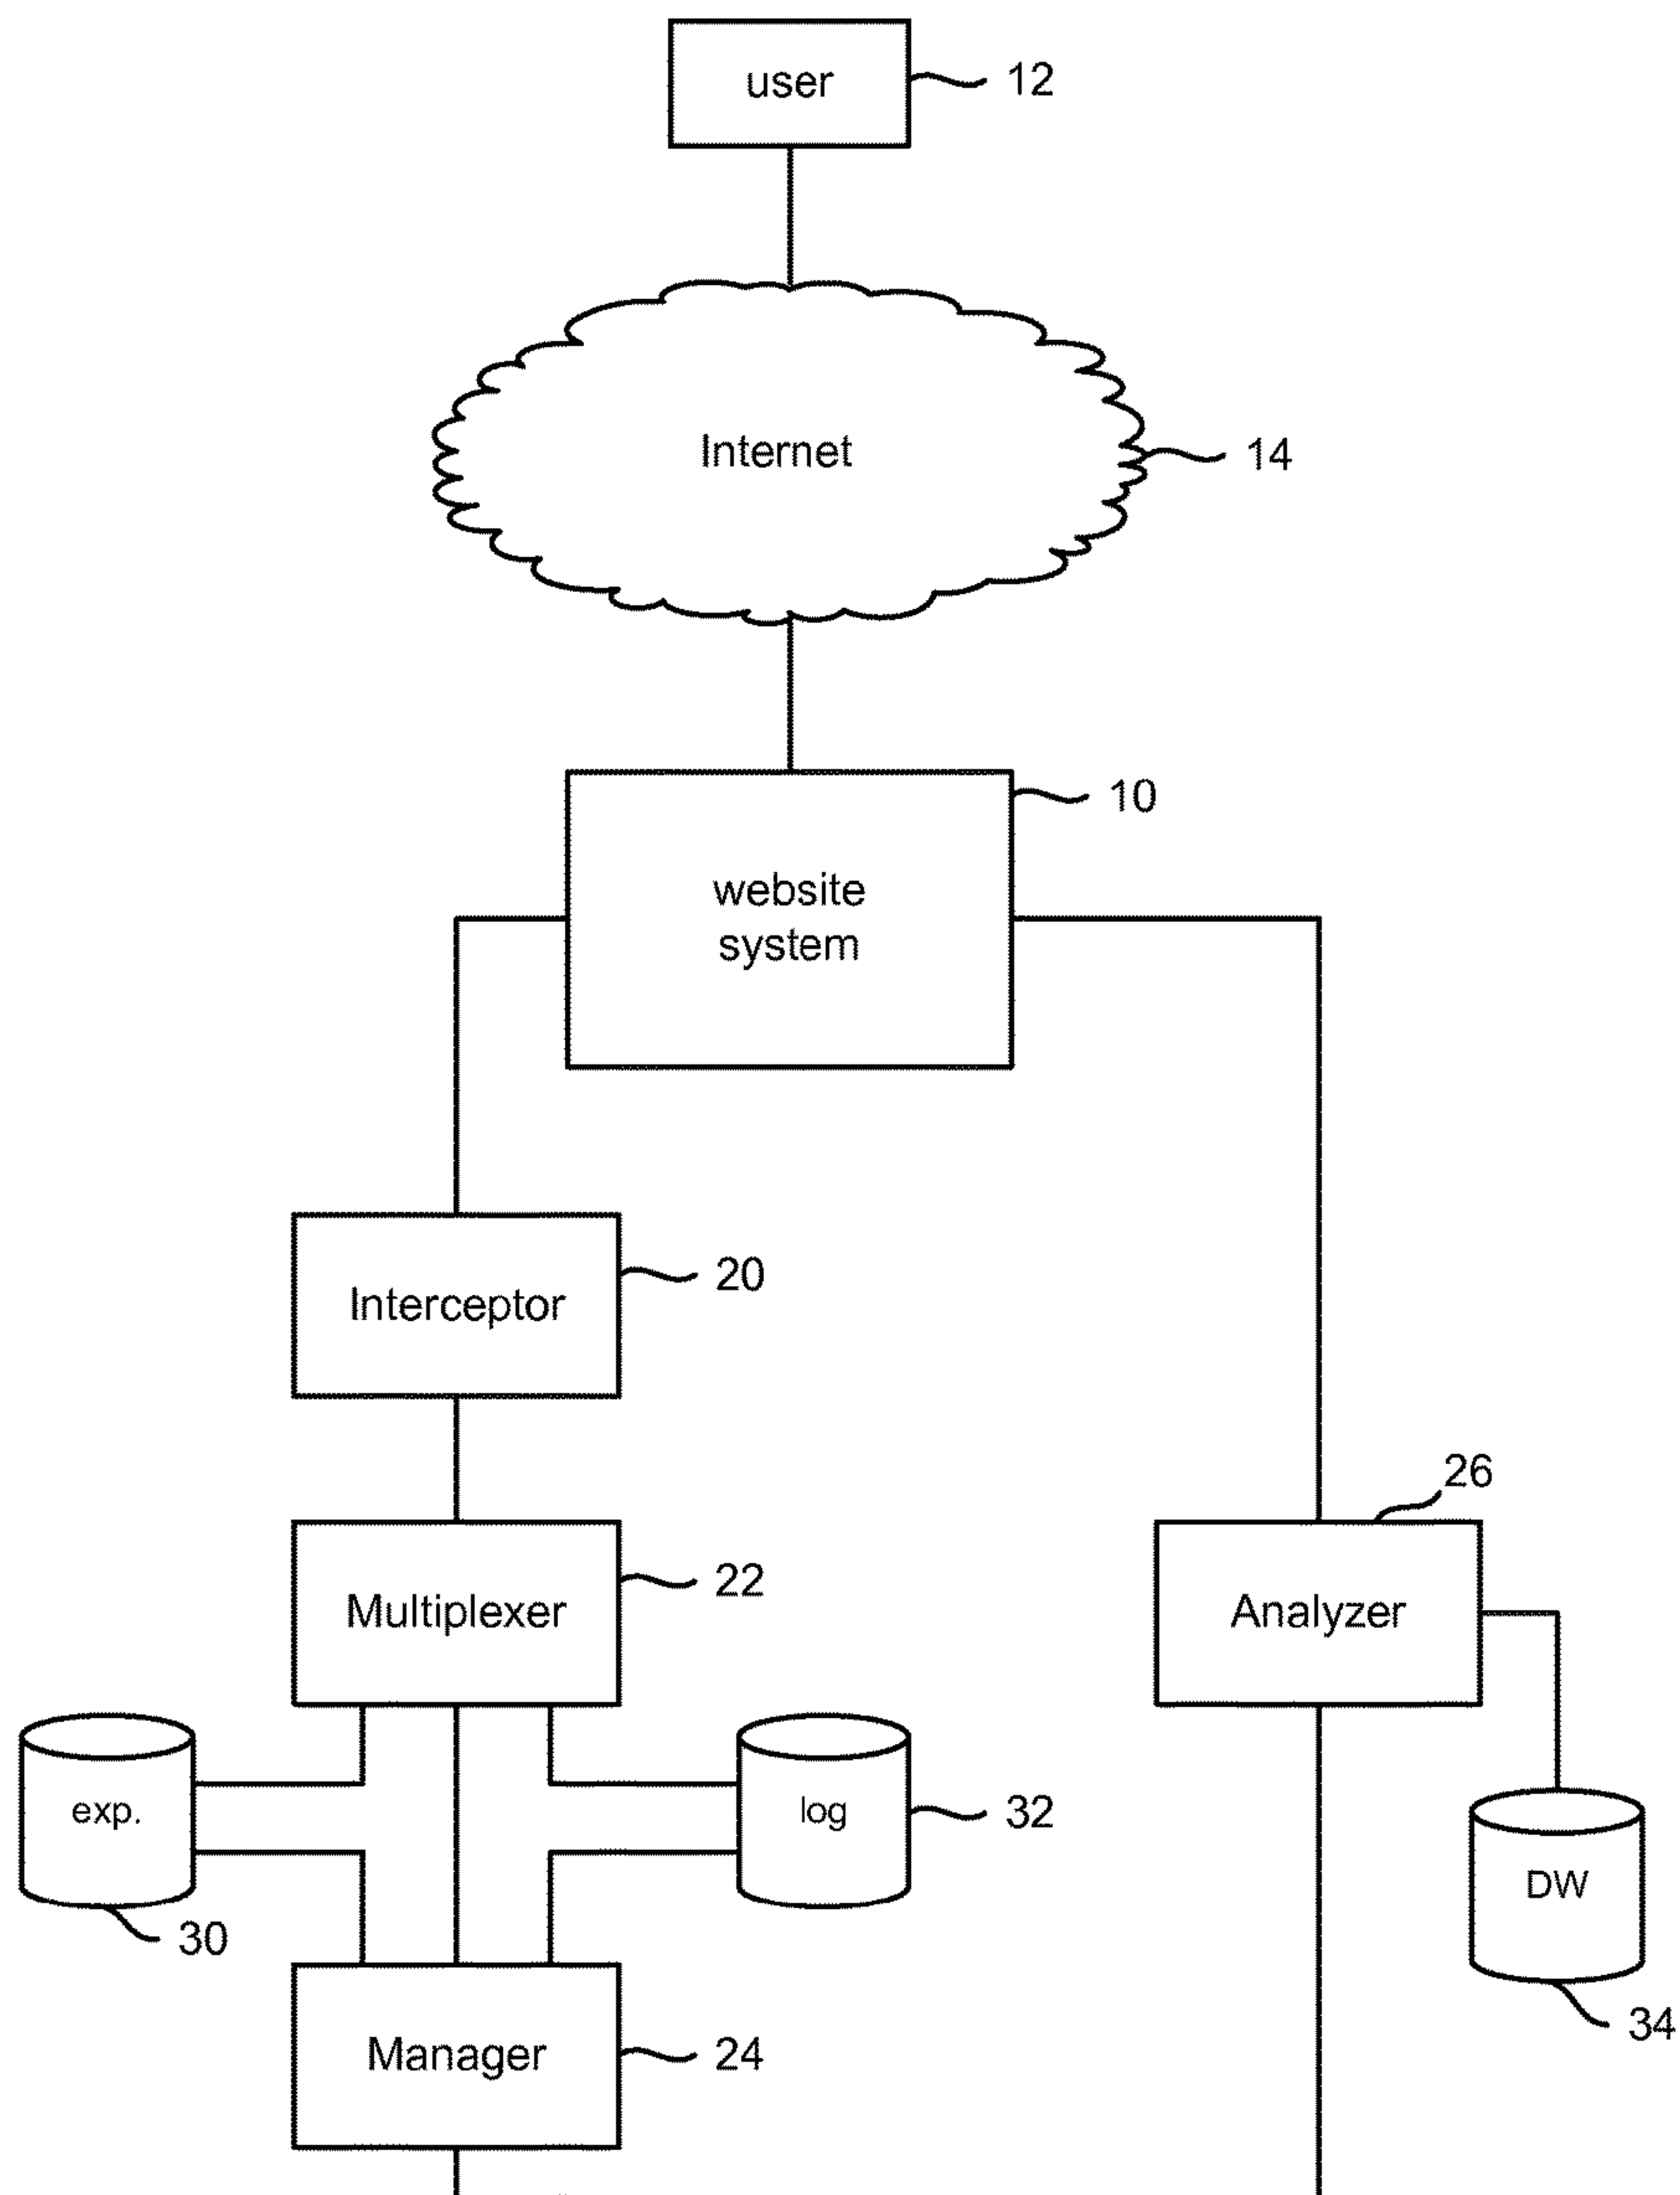 user
12
Internet
14
10
website
system
20
Interceptor
26
22
Multiplexer
Analyzer
exp.
log
32
DW
30
34
Manager
24